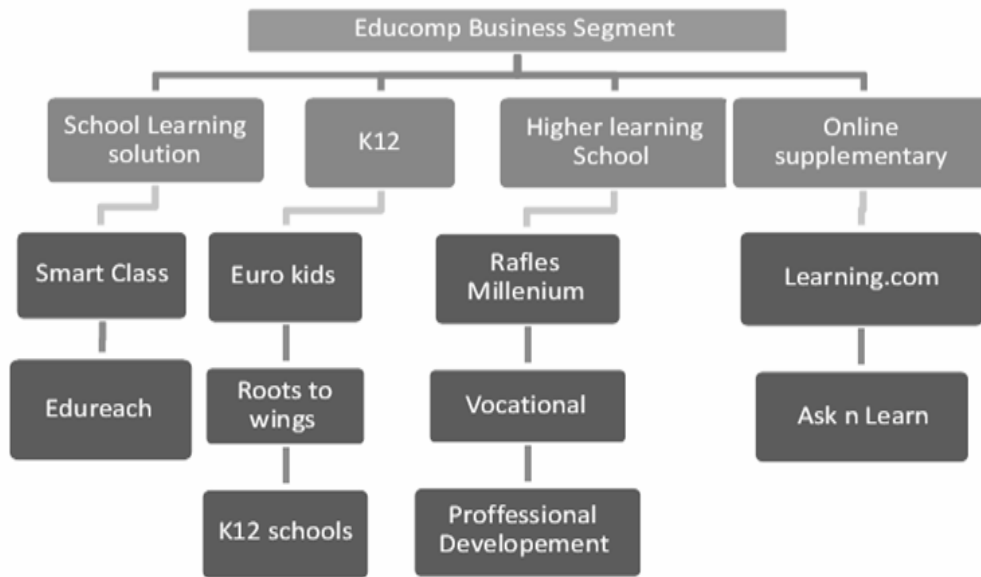 Educomp Business Segment
School Learning
solution
K12
Higher learning
School
Online
supplementary
Smart Class
Euro kids
Rafles
Millenium
Learning.com
Edureach
Roots to
wings
Vocational
Ask n Learn
K12 schools
Proffessional
Developement